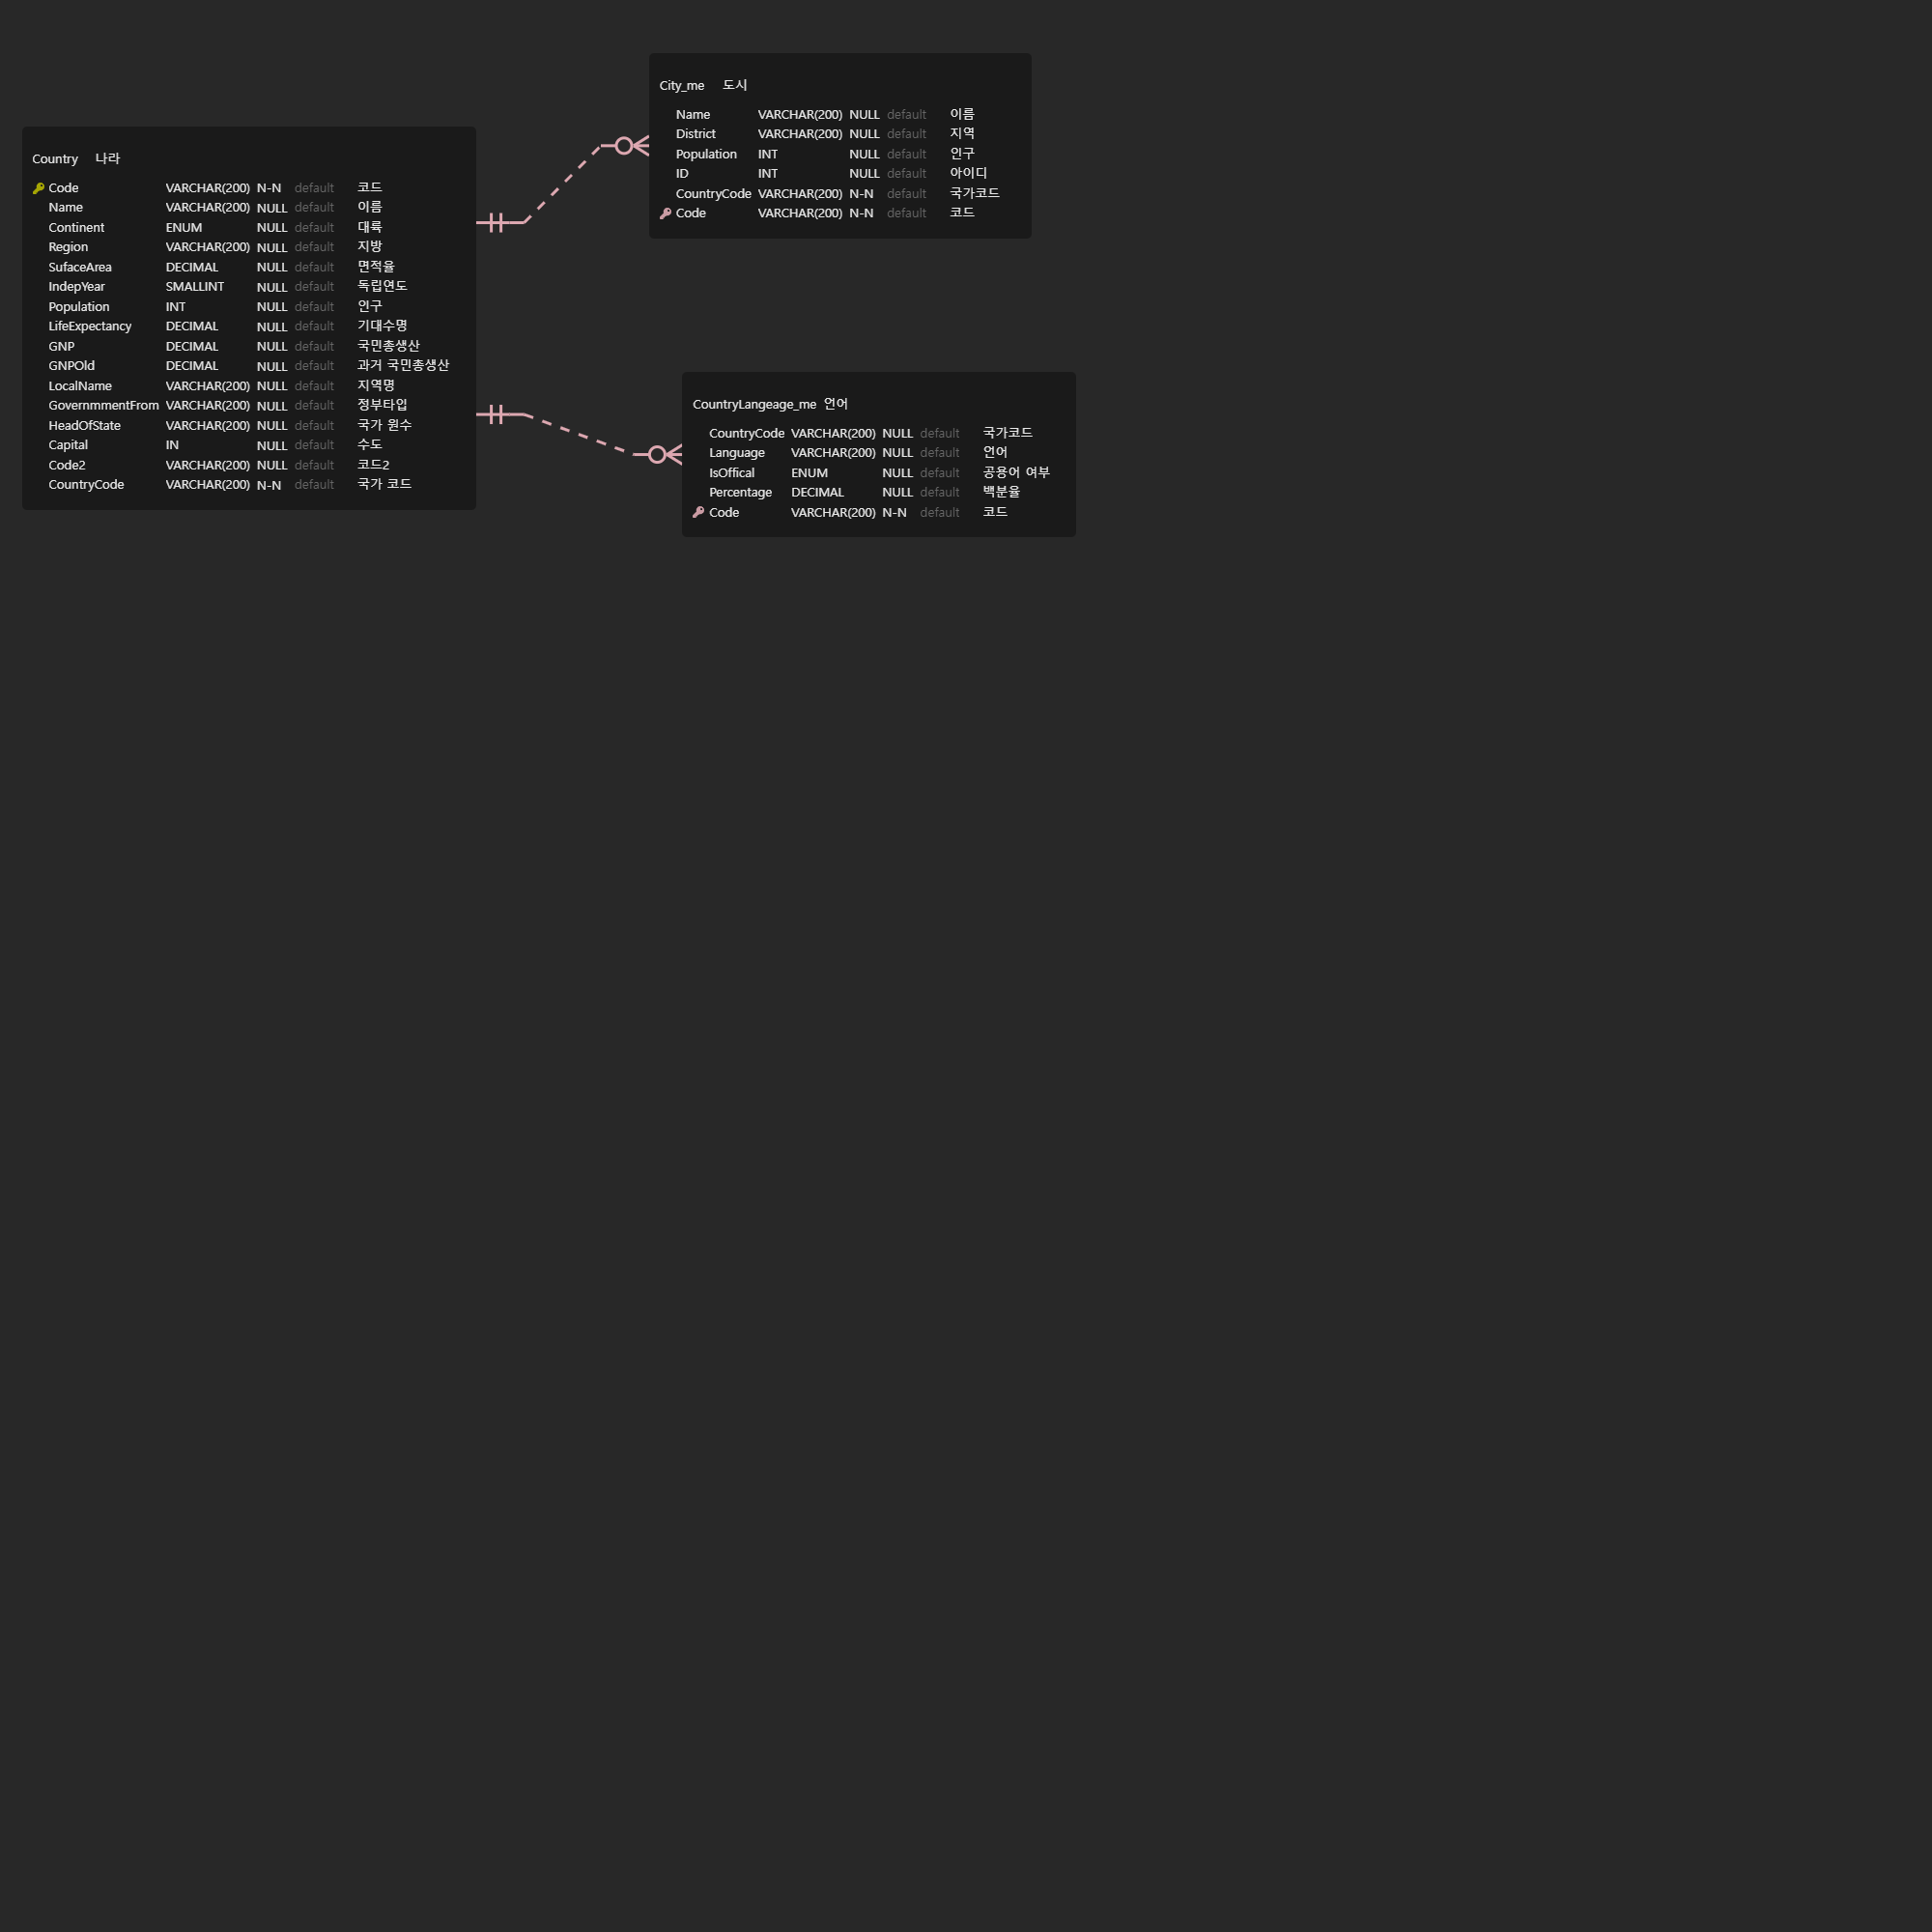 Country 나라
Code VARCHAR(200) N-N default 코드
Name VARCHAR(200) NULL default 이름
Continent ENUM NULL default 대륙
Region VARCHAR(200) NULL default 지방
SufaceArea DECIMAL NULL default 면적율
IndepYear SMALLINT NULL default 독립연도
Population INT NULL default 인구
LifeExpectancy DECIMAL NULL default 기대수명
GNP DECIMAL NULL default 국민총생산
GNPOld DECIMAL NULL default 과거 국민총생산
LocalName VARCHAR(200) NULL default 지역명
GovernmmentFrom VARCHAR(200) NULL default 정부타입
HeadOfState VARCHAR(200) NULL default 국가 원수
Capital IN NULL default 수도
Code2 VARCHAR(200) NULL default 코드2
CountryCode VARCHAR(200) N-N default 국가 코드
City_me 도시
Name VARCHAR(200) NULL default 이름
District VARCHAR(200) NULL default 지역
Population INT NULL default 인구
ID INT NULL default 아이디
CountryCode VARCHAR(200) N-N default 국가코드
Code VARCHAR(200) N-N default 코드
CountryLangeage_me 언어
CountryCode VARCHAR(200) NULL default 국가코드
Language VARCHAR(200) NULL default 언어
IsOffical ENUM NULL default 공용어 여부
Percentage DECIMAL NULL default 백분율
Code VARCHAR(200) N-N default 코드